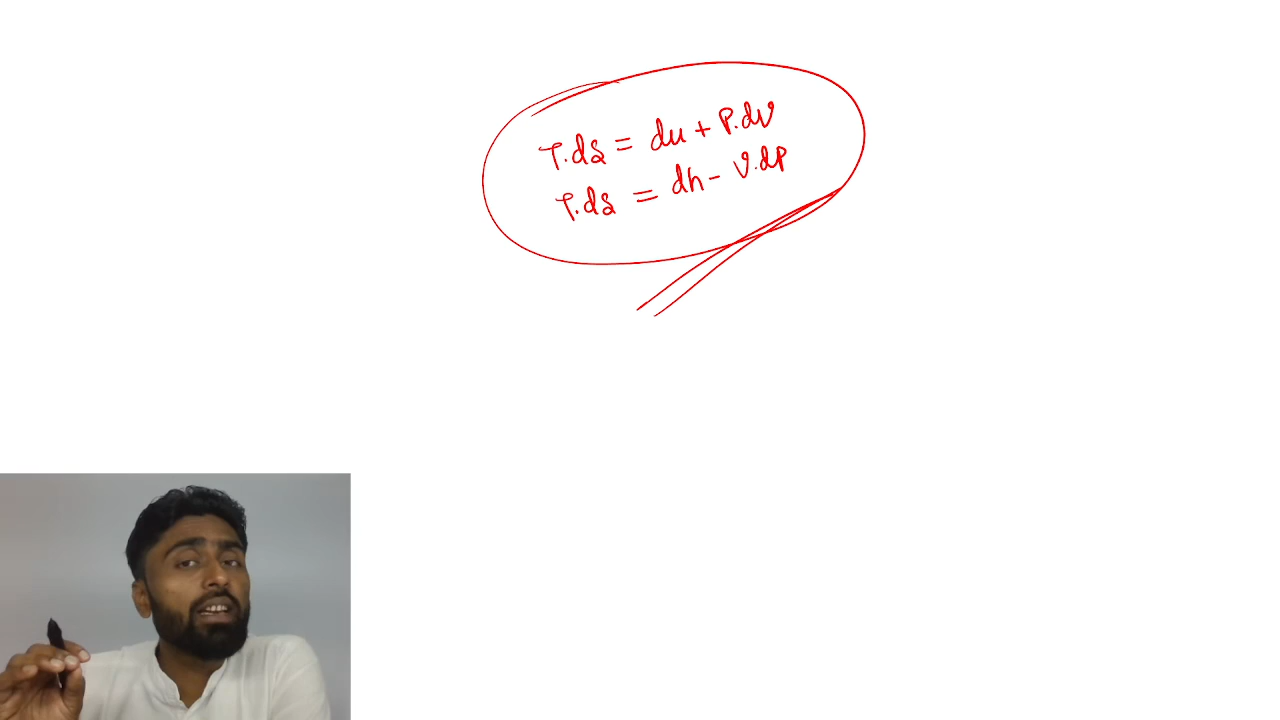 T.ds = du + P.dv
T.ds = dh - v.dp